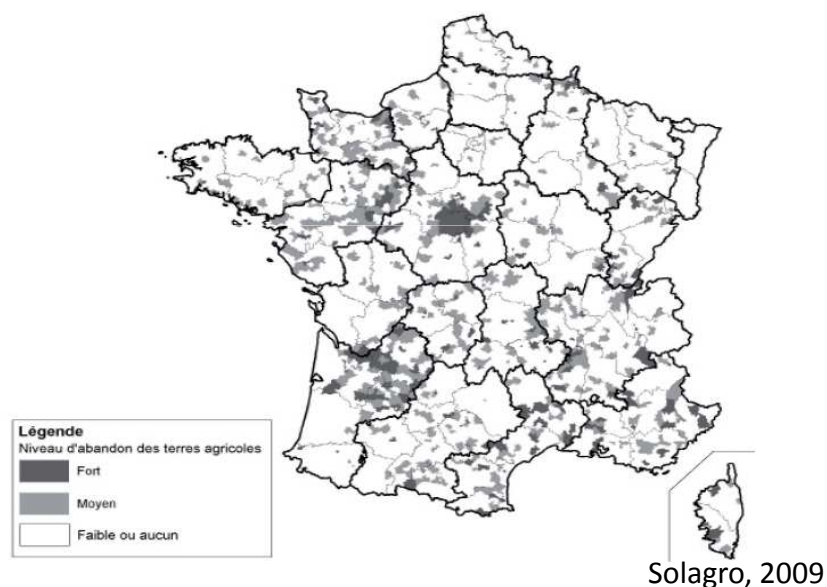 Légende
Niveau d'abandon des terres agricoles
Fort
Moyen
Faible ou aucun
Solagro, 2009